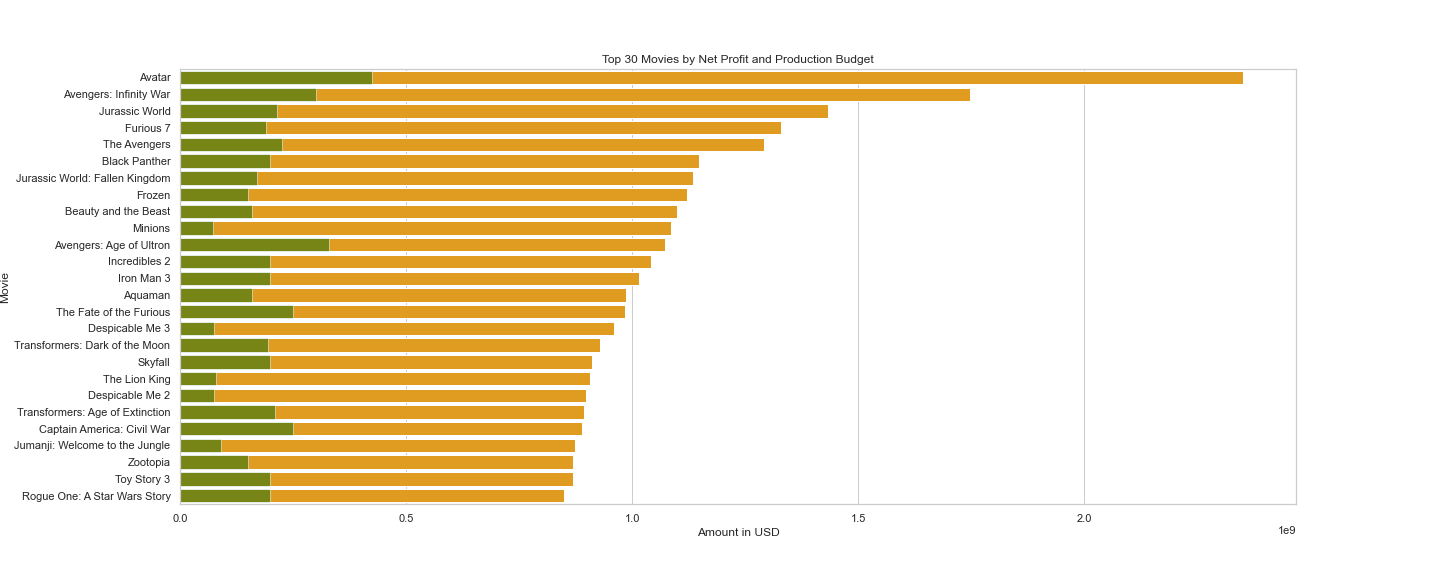 Top 30 Movies by Net Profit and Production Budget
Avatar
Avengers: Infinity War
Jurassic World
Furious 7
The Avengers
Black Panther
Jurassic World: Fallen Kingdom
Frozen
Beauty and the Beast
Minions
Avengers: Age of Ultron
Incredibles 2
Iron Man 3
Aquaman
The Fate of the Furious
Despicable Me 3
Transformers: Dark of the Moon
Skyfall
The Lion King
Despicable Me 2
Transformers: Age of Extinction
Captain America: Civil War
Jumanji: Welcome to the Jungle
Zootopia
Toy Story 3
Rogue One: A Star Wars Story
Movie
0.0 0.5 1.0 1.5 2.0
1e9
Amount in USD